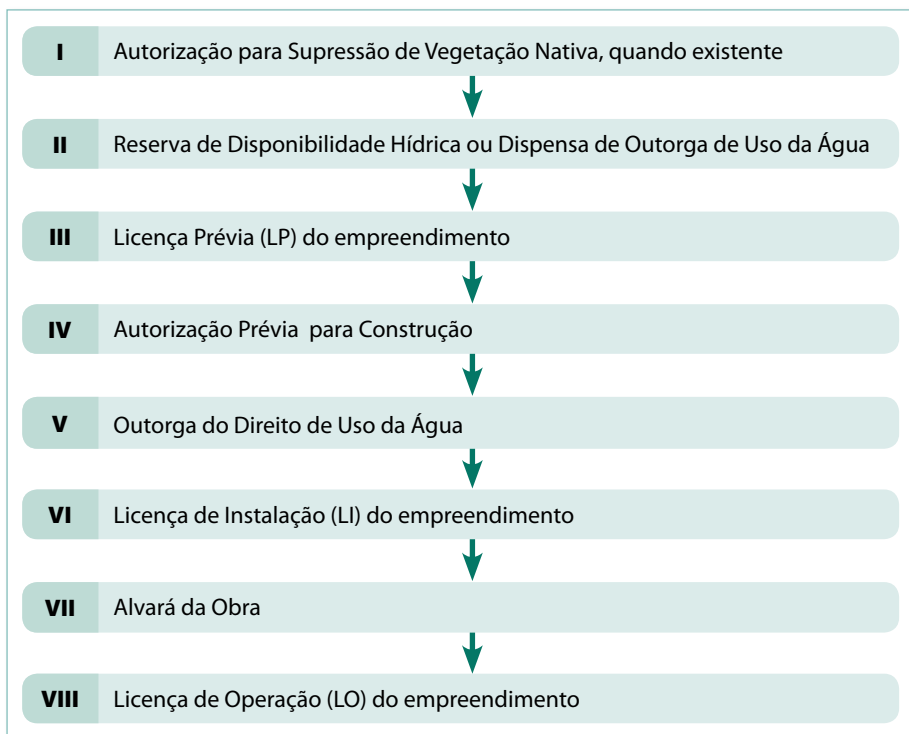 I Autorização para Supressão de Vegetação Nativa, quando existente
II Reserva de Disponibilidade Hídrica ou Dispensa de Outorga de Uso da Água
III Licença Prévia (LP) do empreendimento
IV Autorização Prévia para Construção
V Outorga do Direito de Uso da Água
VI Licença de Instalação (LI) do empreendimento
VII Alvará da Obra
VIII Licença de Operação (LO) do empreendimento